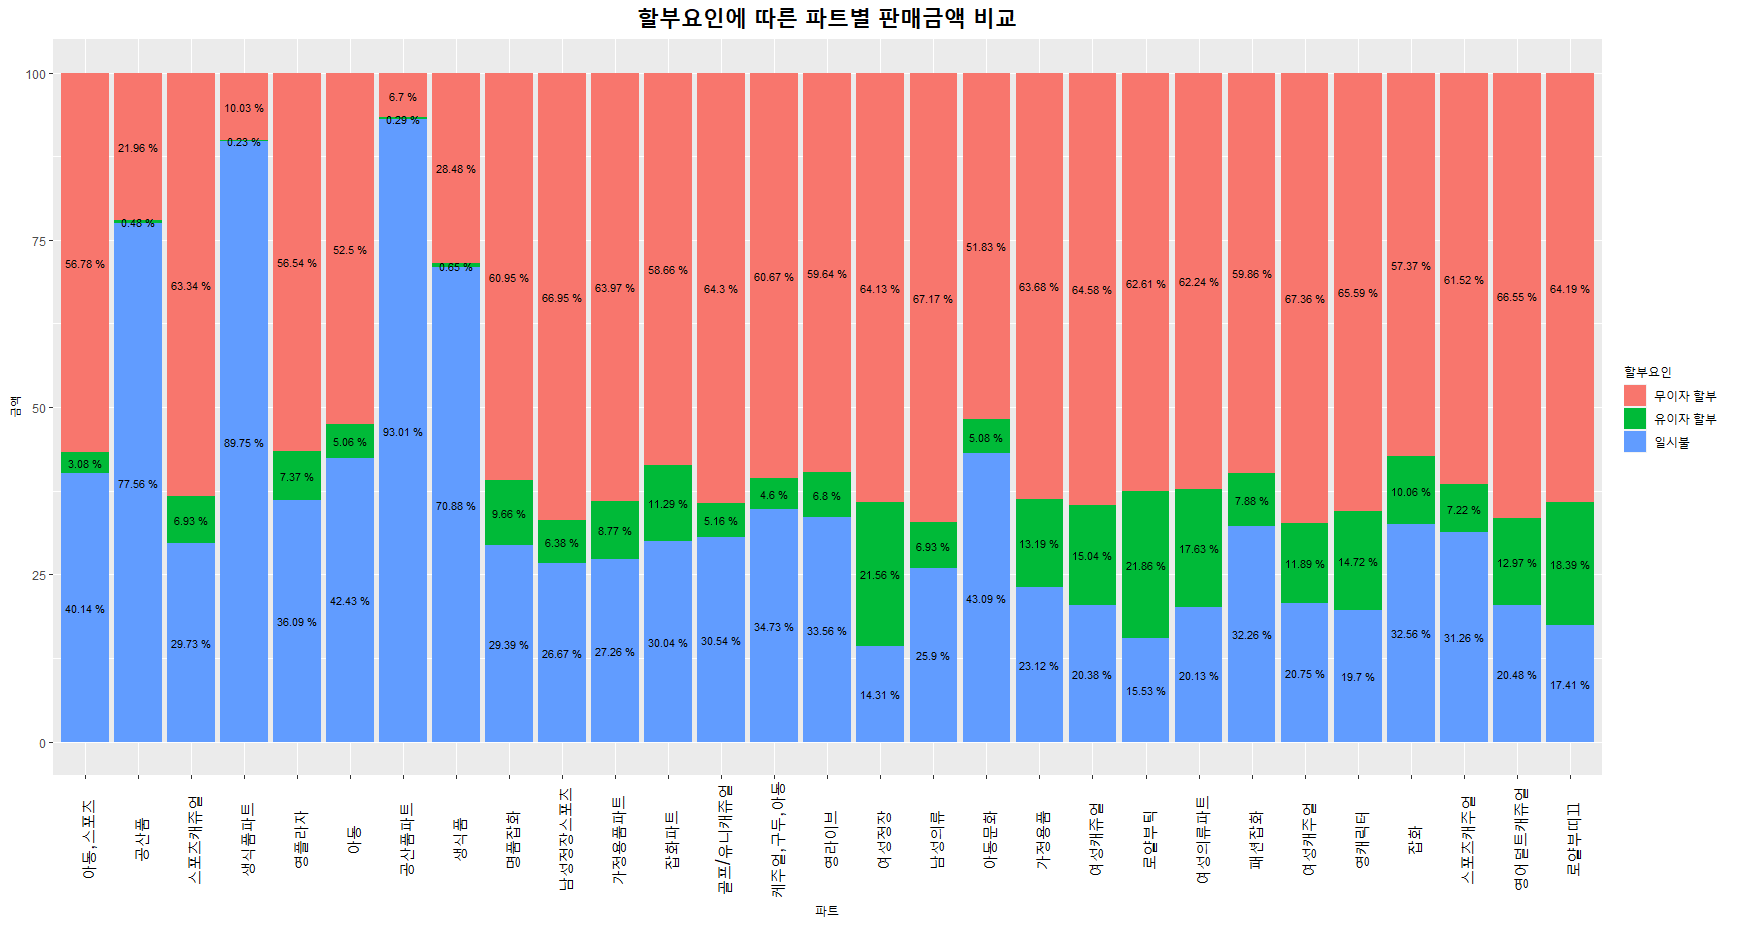 할부요인에 따른 파트별 판매금액 비교
금액
100
75
50
25
0
56.78 %
3.08 %
40.14 %
21.96 %
0.48 %
77.56 %
63.34 %
6.93 %
29.73 %
10.03 %
0.23 %
89.75 %
56.54 %
7.37 %
36.09 %
52.5 %
5.06 %
42.43 %
6.7 %
0.29 %
93.01 %
28.48 %
0.65 %
70.88 %
60.95 %
9.66 %
29.39 %
66.95 %
6.38 %
26.67 %
63.97 %
8.77 %
27.26 %
58.66 %
11.29 %
30.04 %
64.3 %
5.16 %
30.54 %
60.67 %
4.6 %
34.73 %
59.64 %
6.8 %
33.56 %
64.13 %
21.56 %
14.31 %
67.17 %
6.93 %
25.9 %
51.83 %
5.08 %
43.09 %
63.68 %
13.19 %
23.12 %
64.58 %
15.04 %
20.38 %
62.61 %
21.86 %
15.53 %
62.24 %
17.63 %
20.13 %
59.86 %
7.88 %
32.26 %
67.36 %
11.89 %
20.75 %
65.59 %
14.72 %
19.7 %
57.37 %
10.06 %
32.56 %
61.52 %
7.22 %
31.26 %
66.55 %
12.97 %
20.48 %
64.19 %
18.39 %
17.41 %
아동,스포츠
공산품
스포츠캐쥬얼
생식품파트
영플라자
아동
공산품파트
생식품
명품잡화
남성정장스포츠
가정용품파트
잡화파트
골프/유니캐쥬얼
캐주얼,구두,아동
영라이브
여성정장
남성의류
아동문화
가정용품
여성캐쥬얼
로얄부틱
여성의류파트
패션잡화
여성캐주얼
영캐릭터
잡화
스포츠캐주얼
영어덜트캐쥬얼
로얄부띠끄
파트
할부요인
무이자 할부
유이자 할부
일시불